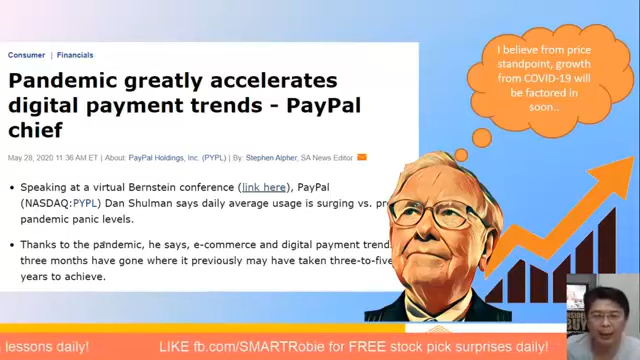 Consumer | Financials
Pandemic greatly accelerates
digital payment trends - PayPal
chief
May 28, 2020 11:36 AM ET | About: PayPal Holdings, Inc. (PYPL) | By: Stephen Alpher, SA News Editor
Speaking at a virtual Bernstein conference (link here), PayPal
(NASDAQ:PYPL) Dan Shulman says daily average usage is surging vs. pre
pandemic panic levels.
Thanks to the pandemic, he says, e-commerce and digital payment trend
three months have gone where it previously may have taken three-to-five
years to achieve.
I believe from price
standpoint, growth
from COVID-19 will
be factored in
soon..
lessons daily!
LIKE fb.com/SMARTRobie for FREE stock pick surprises daily!